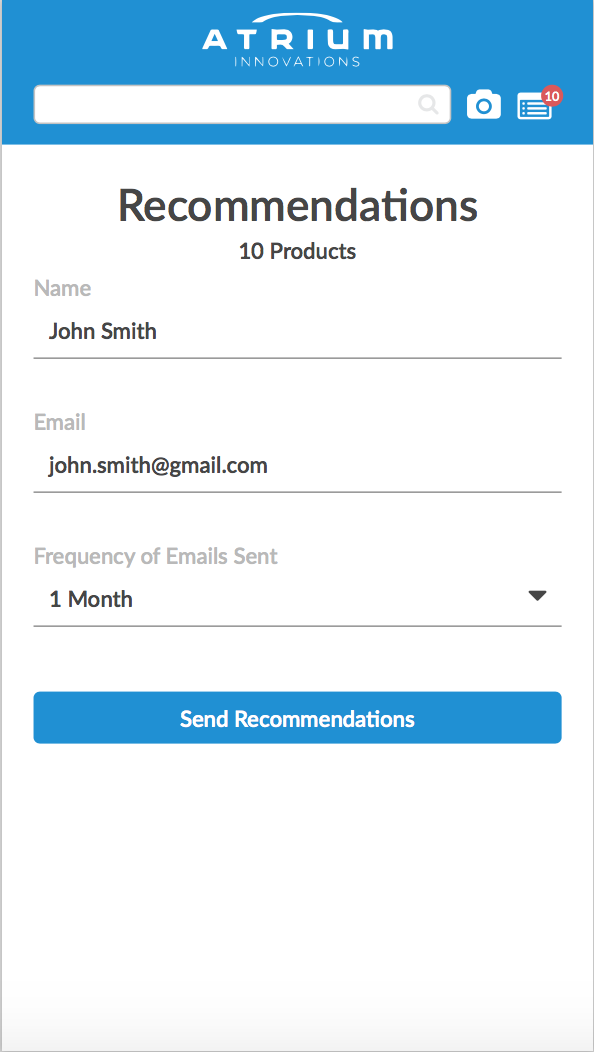 ATRIUM
INNOVATIONS
10
Recommendations
10 Products
Name
John Smith
Email
john.smith@gmail.com
Frequency of Emails Sent
1 Month
Send Recommendations